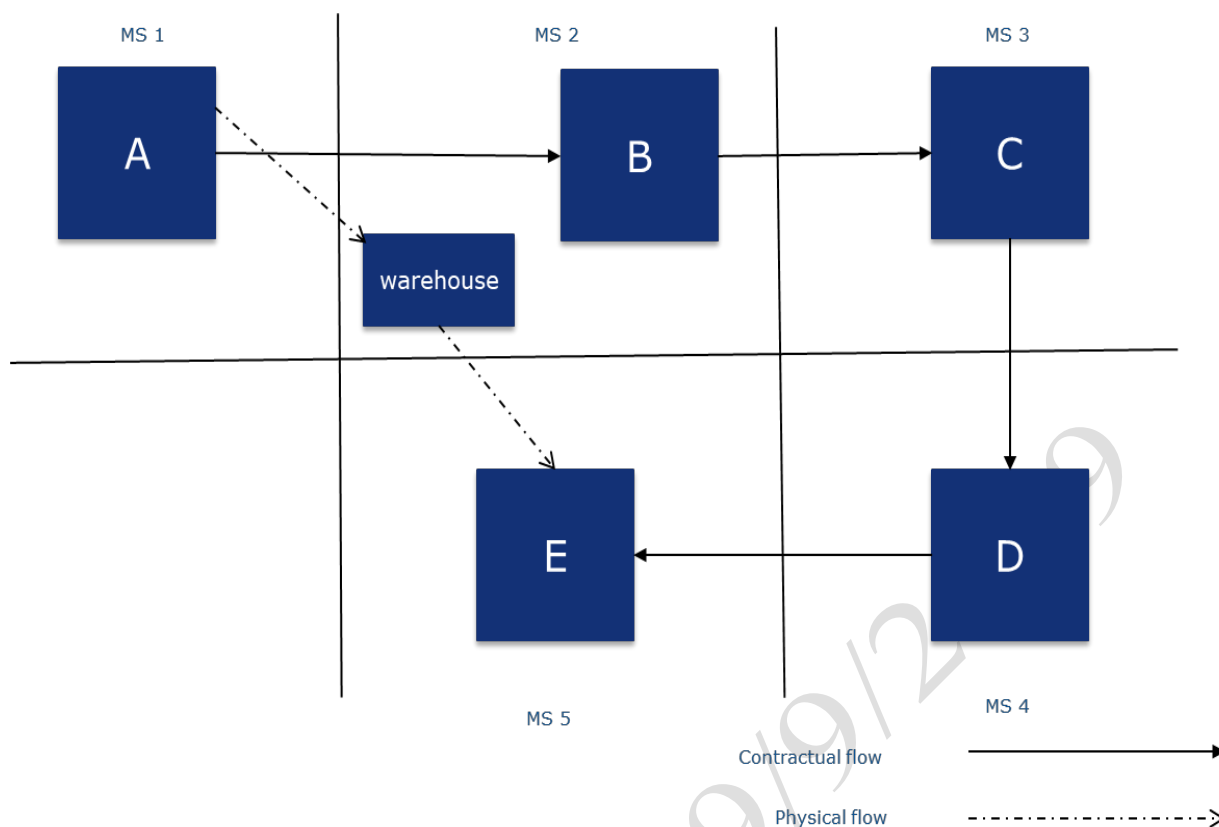 MS 1
MS 2
MS 3
A
B
C
warehouse
E
D
MS 5
MS 4
Contractual flow
Physical flow